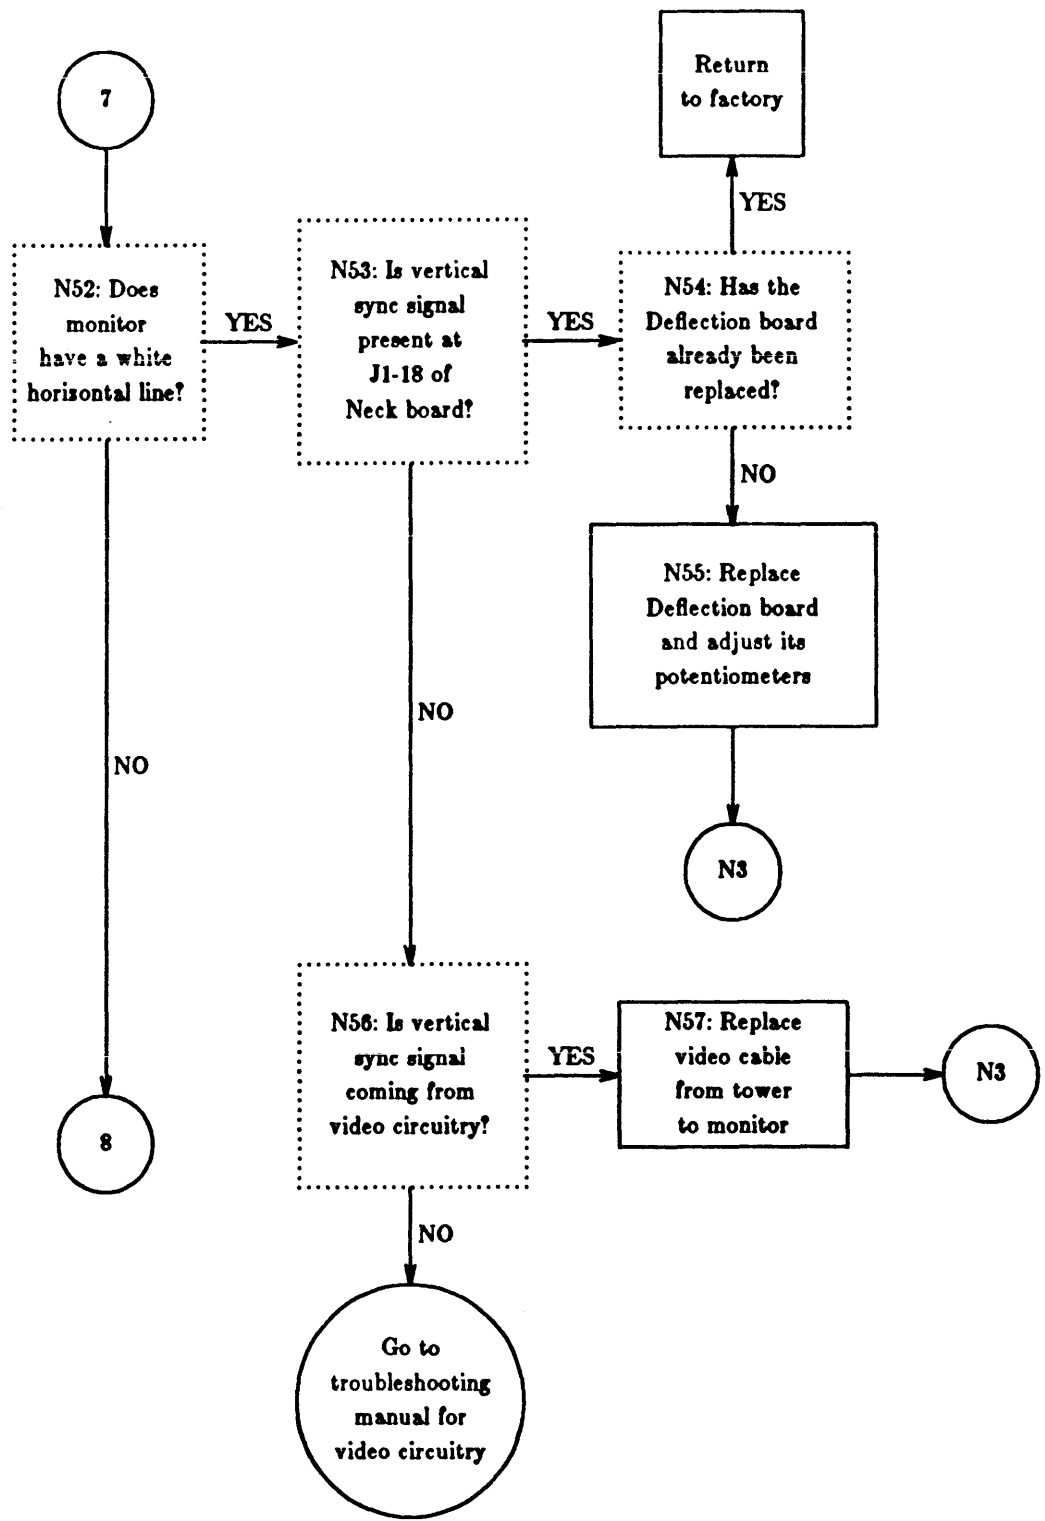 7
N52: Does
monitor
have a white
horizontal line?
YES
N53: Is vertical
sync signal
present at
J1-18 of
Neck board?
YES
N54: Has the
Deflection board
already been
replaced?
YES
Return
to factory
NO
N55: Replace
Deflection board
and adjust its
potentiometers
N3
NO
NO
8
N56: Is vertical
sync signal
coming from
video circuitry?
YES
N57: Replace
video cable
from tower
to monitor
N3
NO
Go to
troubleshooting
manual for
video circuitry